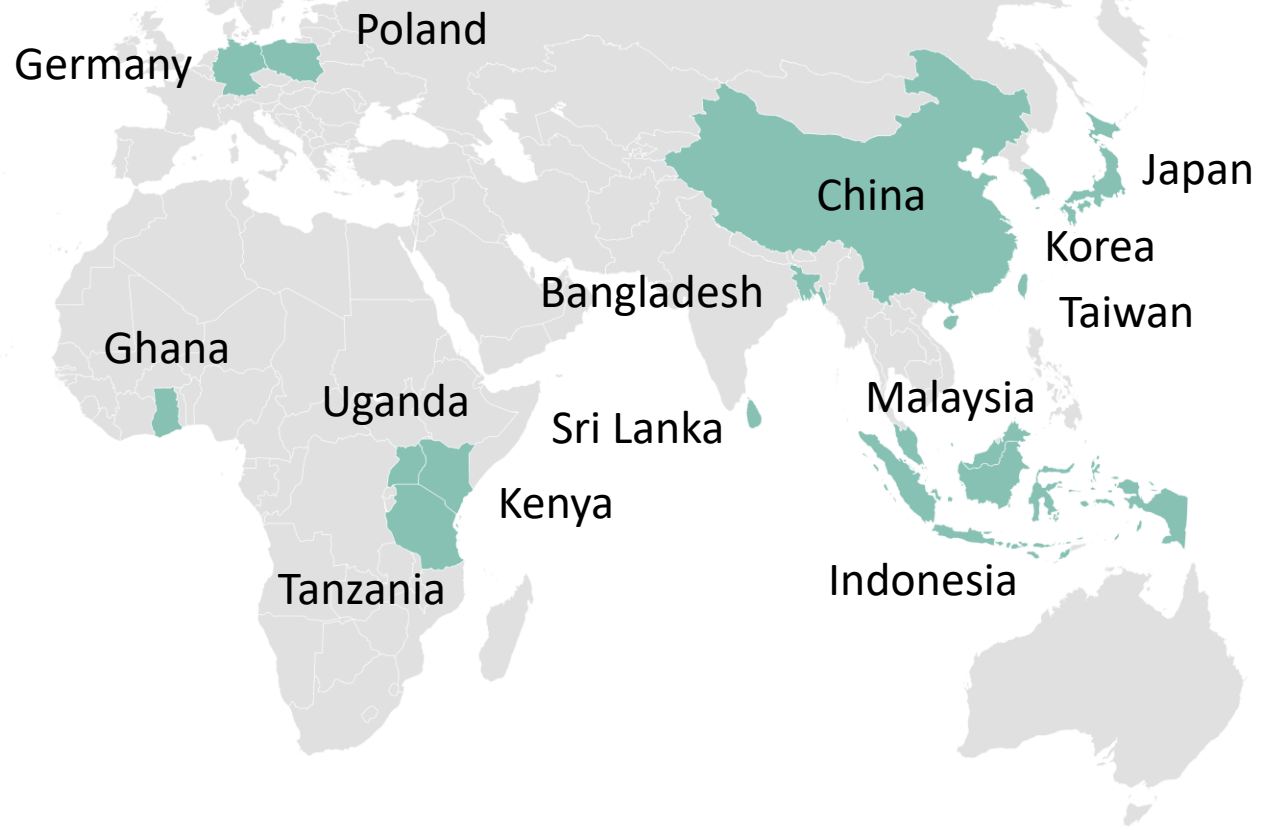 Poland
Germany
Japan
China
Korea
Bangladesh
Taiwan
Ghana
Malaysia
Uganda
Sri Lanka
Kenya
Indonesia
Tanzania